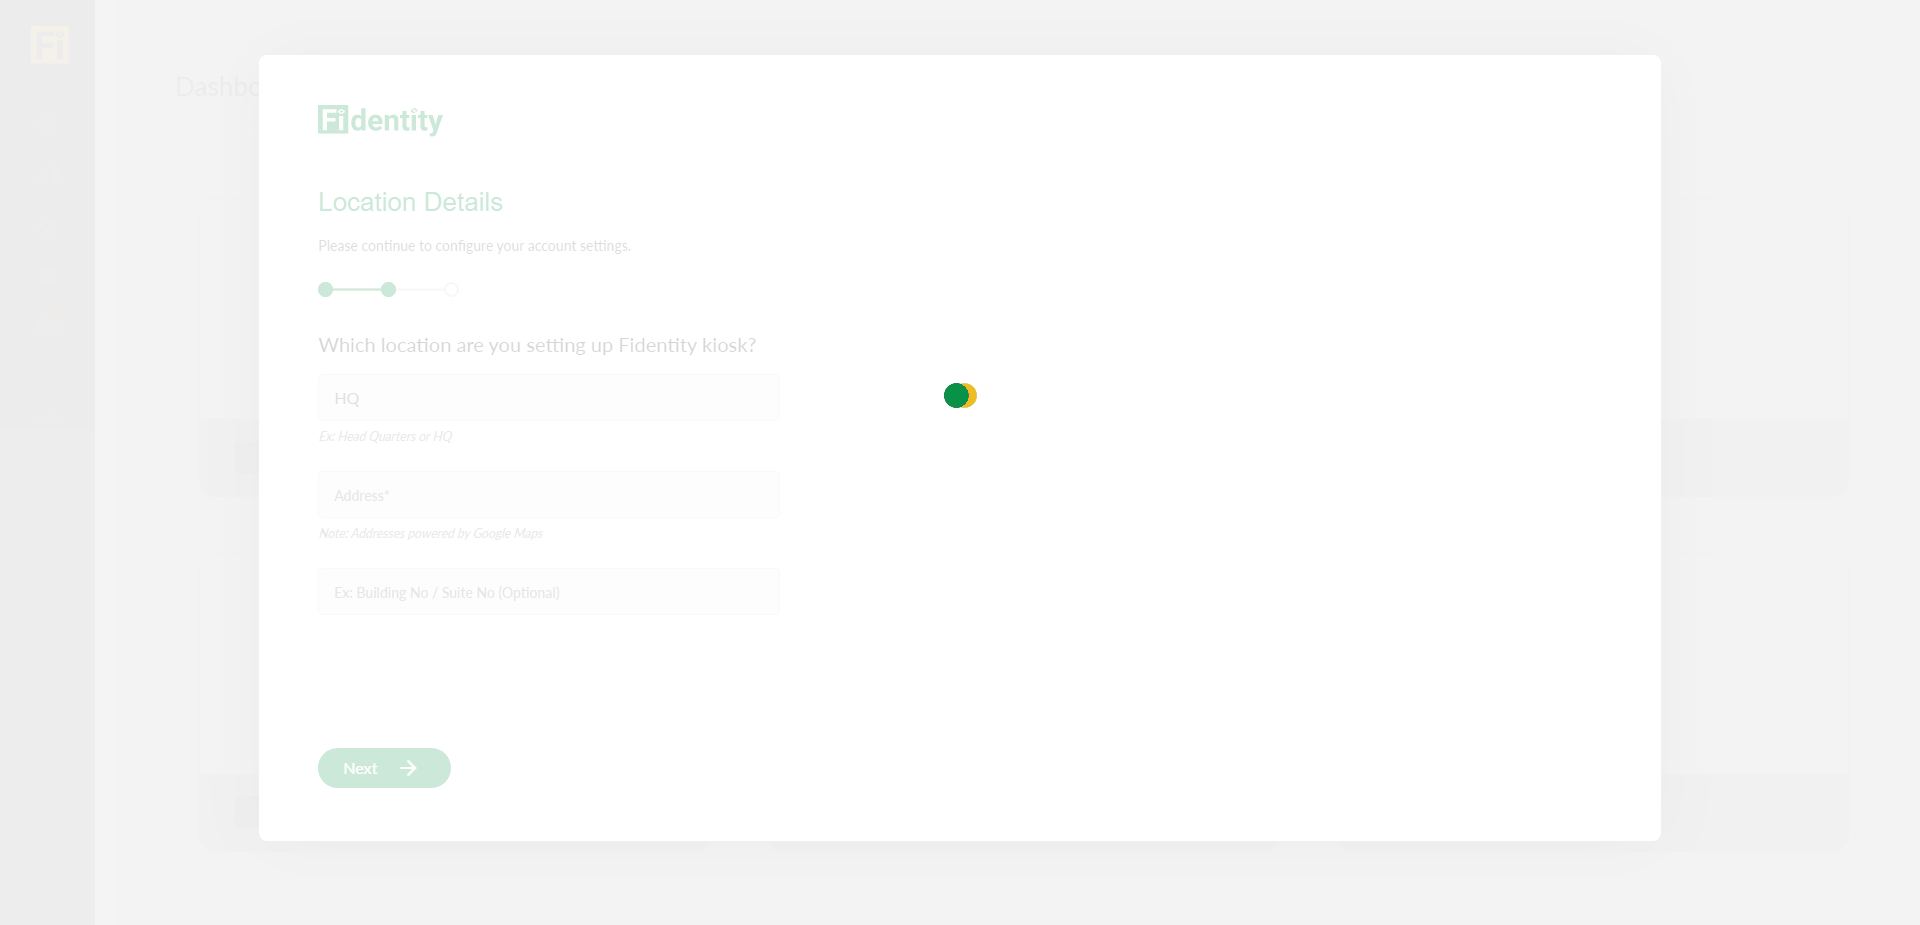 Fi
Dashbo
Fidentity
Location Details
Please continue to configure your account settings.
Which location are you setting up Fidentity kiosk?
HQ
Ex: Head Quarters or HQ
Address*
Note: Addresses powered by Google Maps
Ex: Building No / Suite No (Optional)
Next